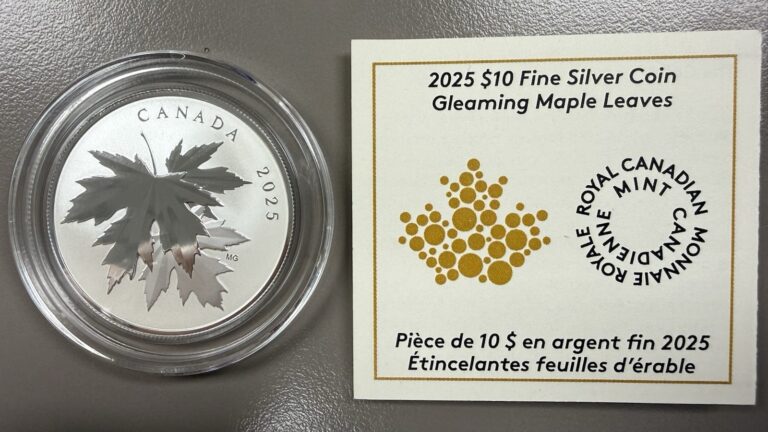 CANADA 2025
MG
2025 $10 Fine Silver Coin
Gleaming Maple Leaves
ROYAL CANADIAN MINT
MONNAIE ROYALE CANADIENNE
Pièce de 10 $ en argent fin 2025
Étincelantes feuilles d'érable